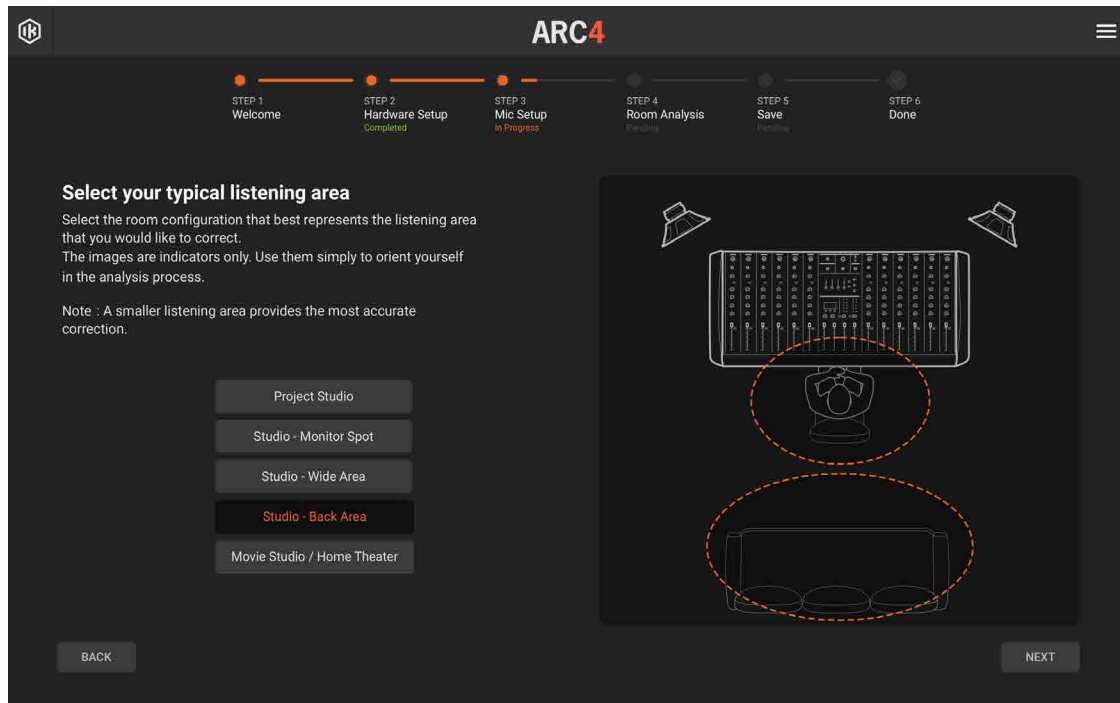 ARC4
STEP 1
Welcome
STEP 2
Hardware Setup
Completed
STEP 3
Mic Setup
In Progress
STEP 4
Room Analysis
Pending
STEP 5
Save
Pending
STEP 6
Done
Select your typical listening area
Select the room configuration that best represents the listening area
that you would like to correct.
The images are indicators only. Use them simply to orient yourself
in the analysis process.
Note : A smaller listening area provides the most accurate
correction.
Project Studio
Studio - Monitor Spot
Studio - Wide Area
Studio - Back Area
Movie Studio / Home Theater
BACK
NEXT